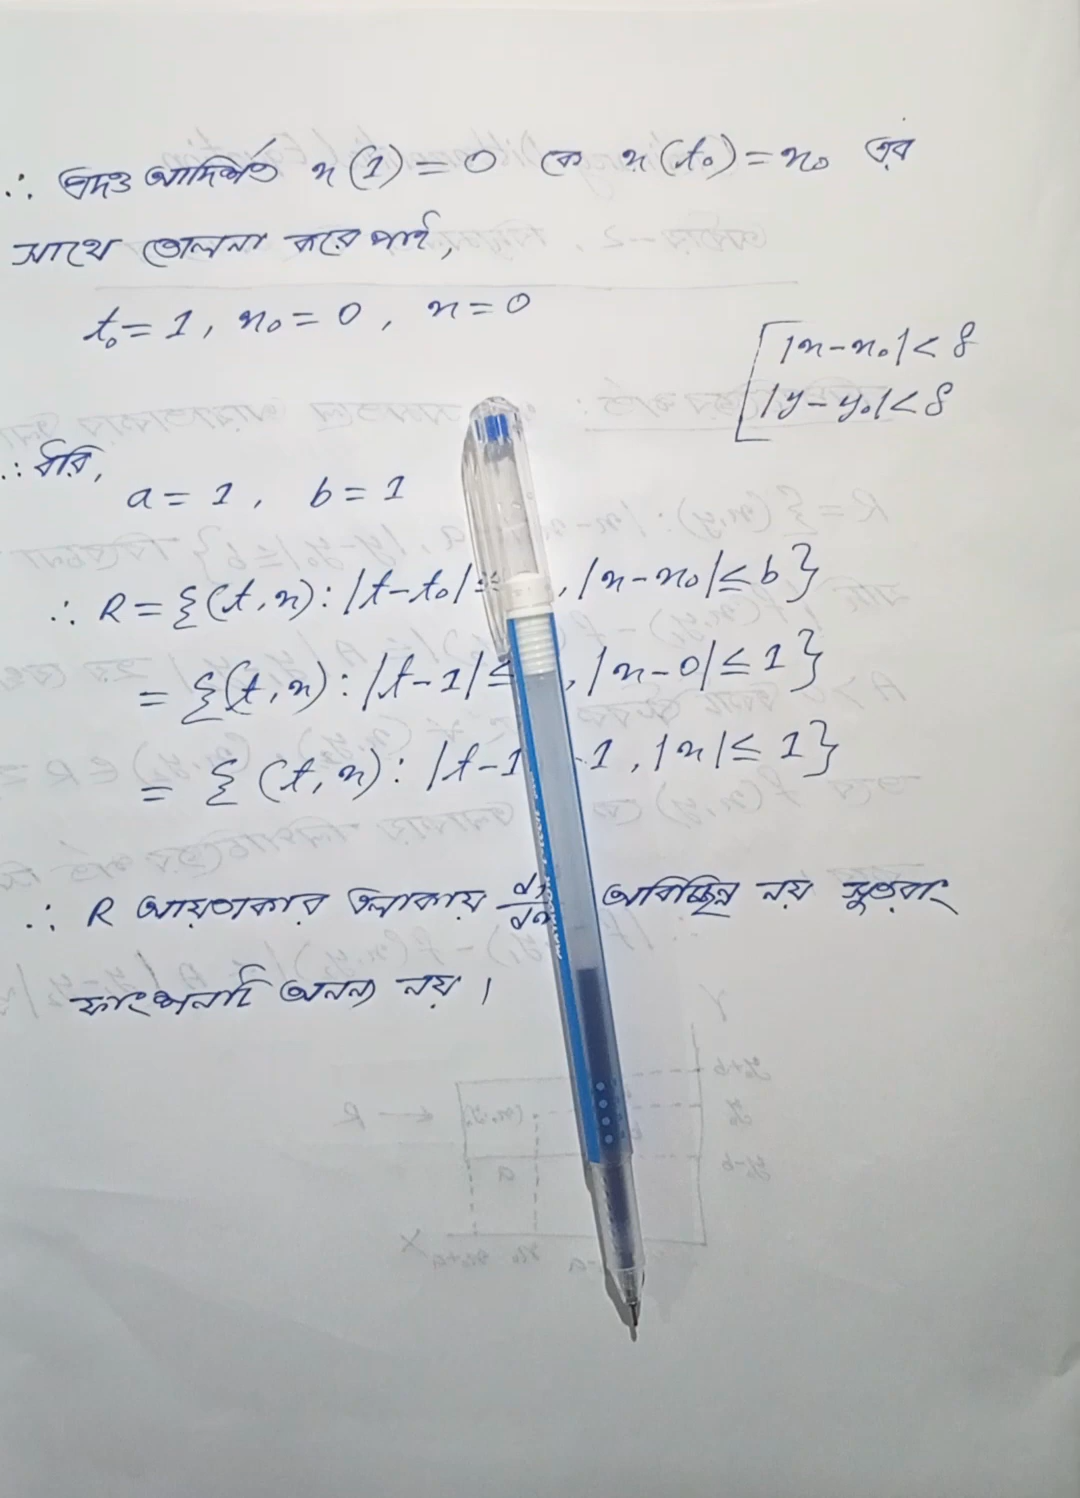 ∴ প্রদত্ত আদিশর্ত x(1) = 0 কে x(t₀) = x₀ এর
সাথে তোলনা করে পাই,
t₀ = 1, x₀ = 0, x = 0
[|x - x₀| < δ
|y - y₀| < δ
∴ ধরি,
a = 1, b = 1
∴ R = {(t, x) : |t - t₀| , |x - x₀| ≤ b}
= {(t, x) : |t - 1| ≤ , |x - 0| ≤ 1}
= {(t, x) : |t - 1 1, |x| ≤ 1}
∴ R আয়তাকার এলাকায় অবিচ্ছিন্ন নয় সুতরাং
ফাংশনটি অনন্য নয়।